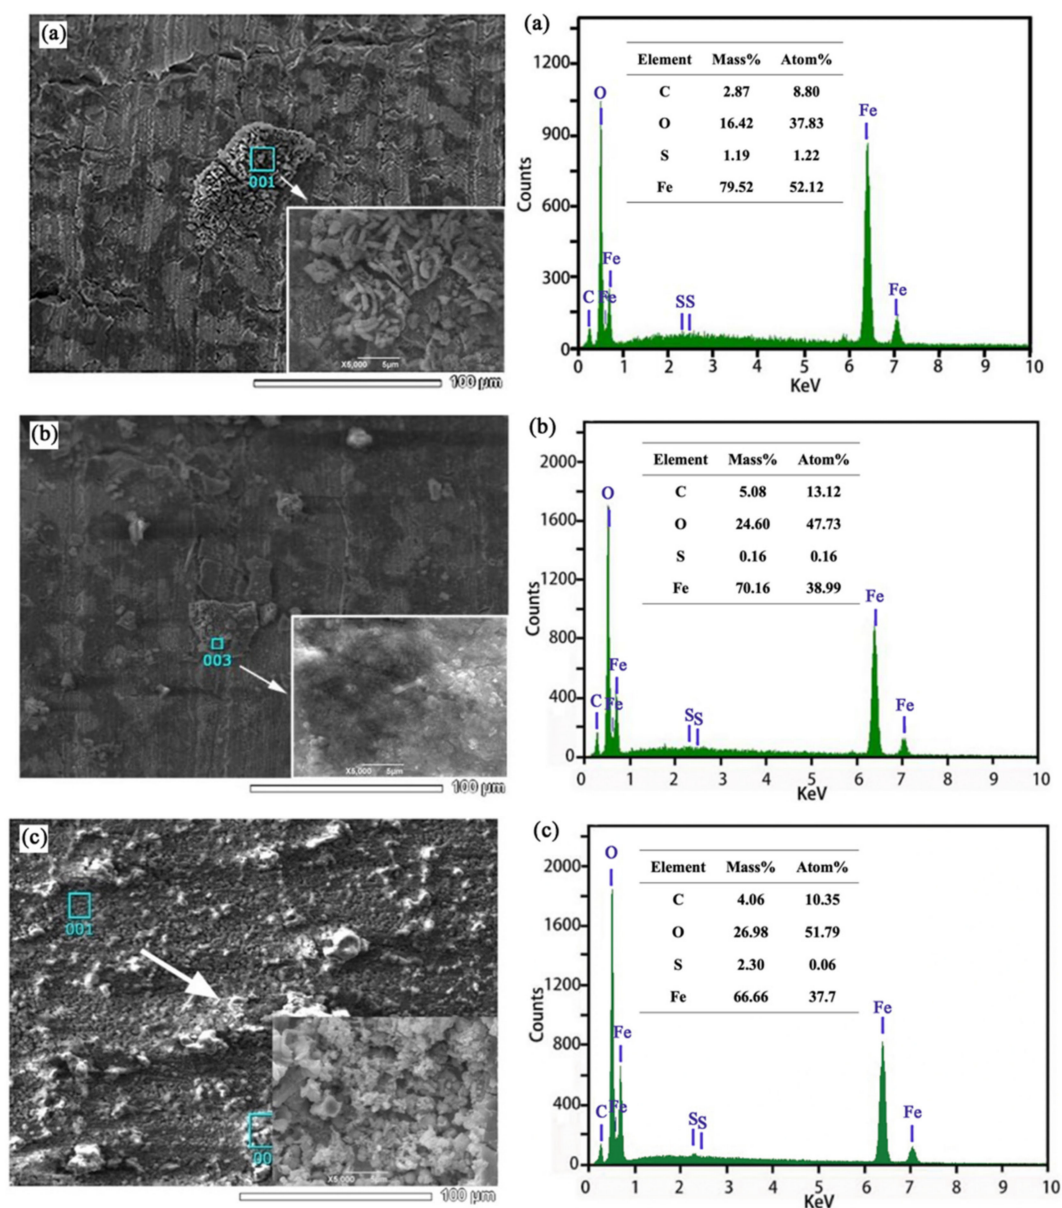 (a)
001
X5,000 5µm
100 µm
(a)
Counts
1200
900
600
300
0
Element Mass% Atom%
C 2.87 8.80
O 16.42 37.83
S 1.19 1.22
Fe 79.52 52.12
O
Fe
Fe
C
Fe
S S
Fe
0 1 2 3 4 5 6 7 8 9 10
KeV
(b)
003
X5,000 5µm
100 µm
(b)
Counts
2000
1600
1200
800
400
0
Element Mass% Atom%
C 5.08 13.12
O 24.60 47.73
S 0.16 0.16
Fe 70.16 38.99
O
Fe
Fe
C
Fe
S S
Fe
0 1 2 3 4 5 6 7 8 9 10
KeV
(c)
001
00
X5,000
100 µm
(c)
Counts
2000
1600
1200
800
400
0
Element Mass% Atom%
C 4.06 10.35
O 26.98 51.79
S 2.30 0.06
Fe 66.66 37.7
O
Fe
Fe
C
Fe
S S
Fe
0 1 2 3 4 5 6 7 8 9 10
KeV